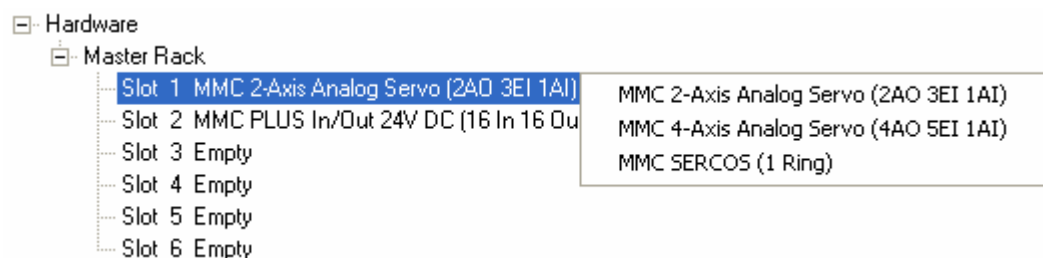 Hardware
Master Rack
Slot 1 MMC 2-Axis Analog Servo (2AO 3EI 1AI)
Slot 2 MMC PLUS In/Out 24V DC (16 In 16 Ou
Slot 3 Empty
Slot 4 Empty
Slot 5 Empty
Slot 6 Empty
MMC 2-Axis Analog Servo (2AO 3EI 1AI)
MMC 4-Axis Analog Servo (4AO 5EI 1AI)
MMC SERCOS (1 Ring)